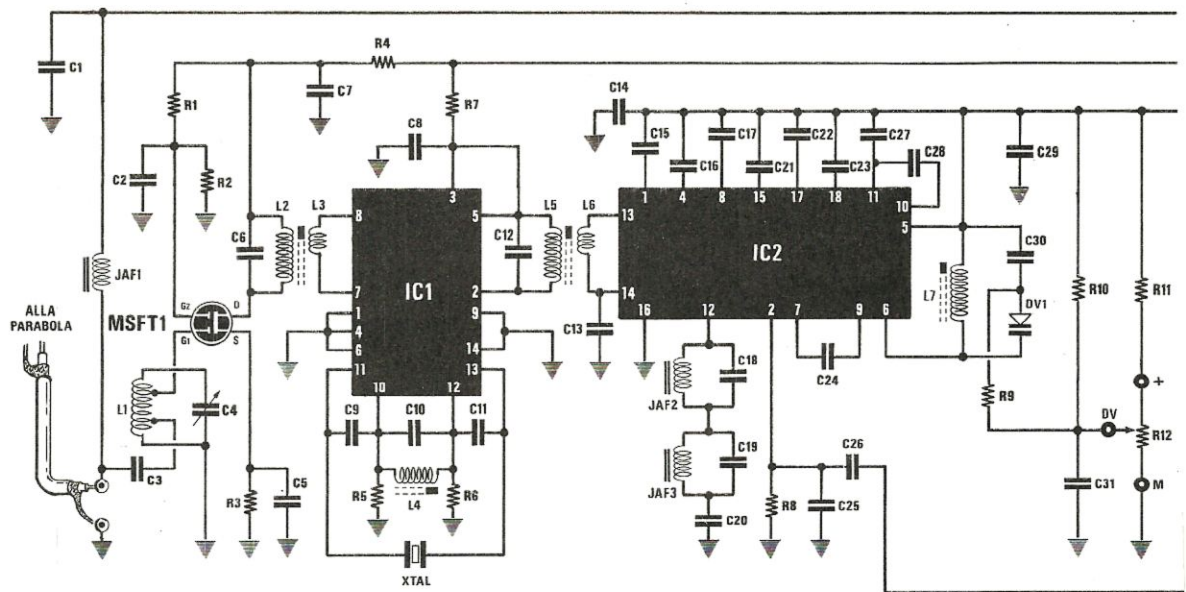 C1
R4
R1
C7
R7
C14
C8
C15
C16
C17
C21
C22
C23
C27
C28
C29
C2
R2
3
1
4
8
15
17
18
11
10
L2
L3
8
5
L5
L6
13
5
C6
C12
IC2
C30
JAF1
IC1
L7
R10
R11
7
2
14
DV1
ALLA
PARABOLA
MSFT1
G2
D
G1
S
1
4
6
11
9
14
13
C13
16
12
2
7
9
6
10
12
C18
C24
R9
+
L1
C4
JAF2
C9
C10
C11
DV
R12
C3
C19
C26
R3
C5
R5
L4
R6
JAF3
C31
M
C20
R8
C25
XTAL